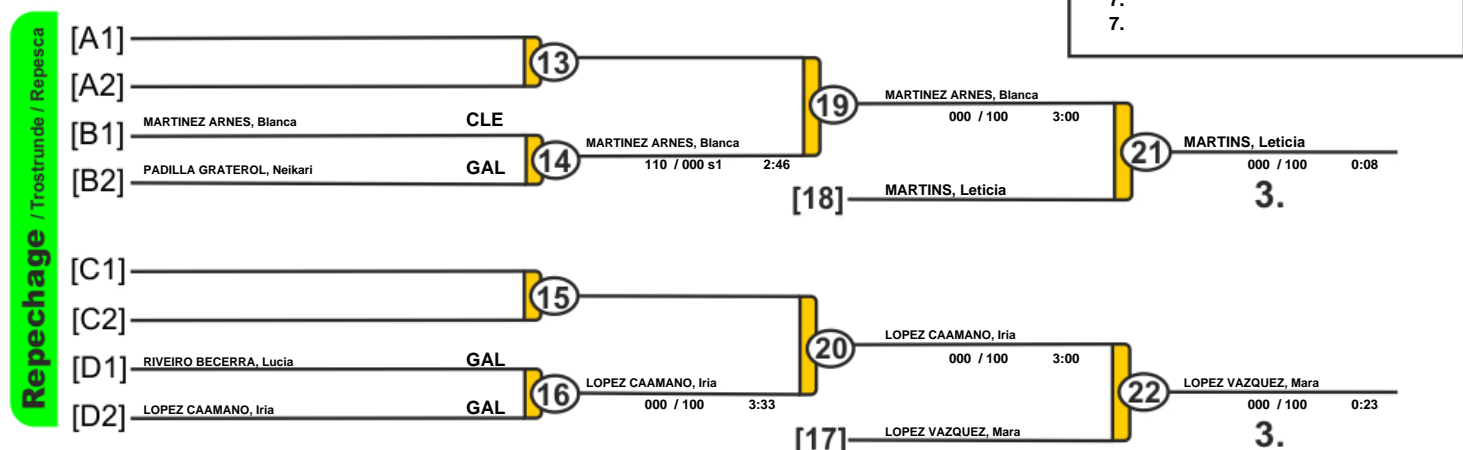 7.
7.
Repechage / Trostrunde / Repesca
[A1]
13
[A2]
19
MARTINEZ ARNES, Blanca
000 / 100 3:00
[B1] MARTINEZ ARNES, Blanca CLE
14
MARTINEZ ARNES, Blanca
110 / 000 s1 2:46
21
MARTINS, Leticia
000 / 100 0:08
3.
[B2] PADILLA GRATEROL, Neikari GAL
[18] MARTINS, Leticia
[C1]
15
[C2]
20
LOPEZ CAAMANO, Iria
000 / 100 3:00
[D1] RIVEIRO BECERRA, Lucia GAL
16
LOPEZ CAAMANO, Iria
000 / 100 3:33
22
LOPEZ VAZQUEZ, Mara
000 / 100 0:23
3.
[D2] LOPEZ CAAMANO, Iria GAL
[17] LOPEZ VAZQUEZ, Mara